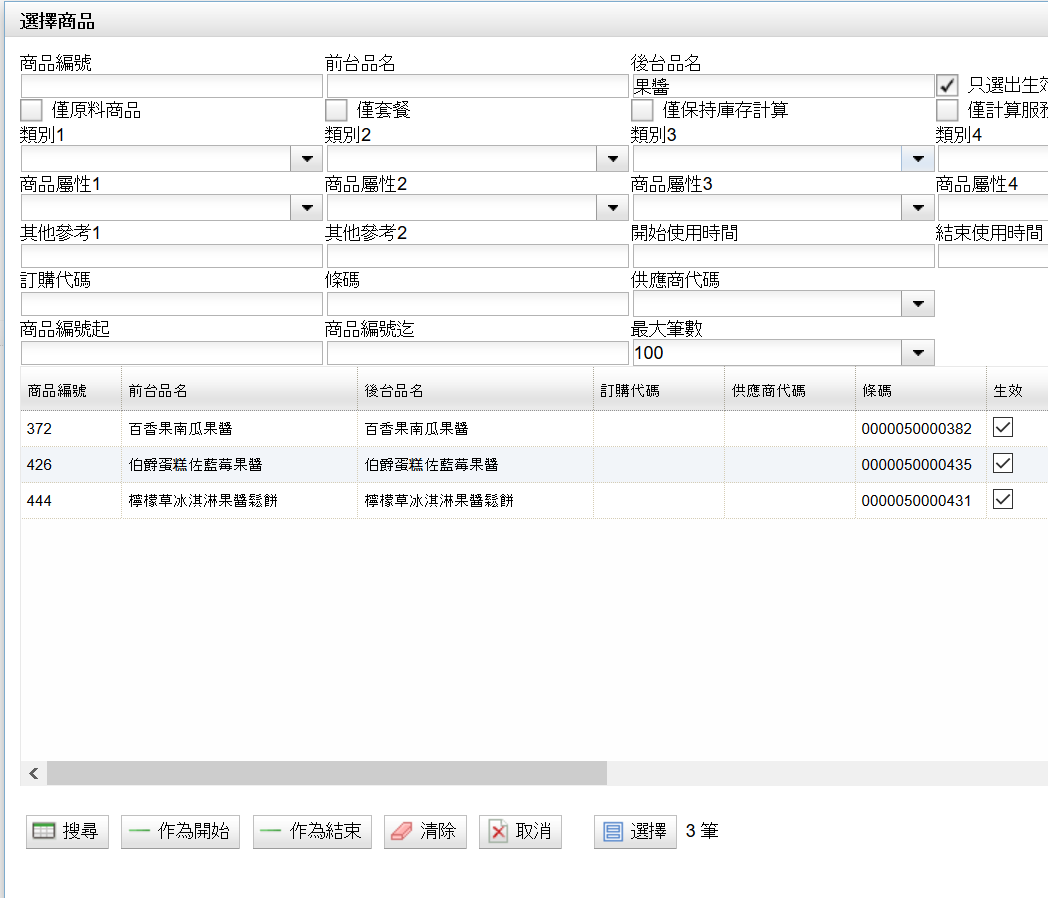 選擇商品
商品編號 前台品名 後台品名
果醬 只選出生效
僅原料商品 僅套餐 僅保持庫存計算 僅計算服務
類別1 類別2 類別3 類別4
商品屬性1 商品屬性2 商品屬性3 商品屬性4
其他參考1 其他參考2 開始使用時間 結束使用時間
訂購代碼 條碼 供應商代碼
商品編號起 商品編號迄 最大筆數
100
商品編號 前台品名 後台品名 訂購代碼 供應商代碼 條碼 生效
372 百香果南瓜果醬 百香果南瓜果醬 0000050000382
426 伯爵蛋糕佐藍莓果醬 伯爵蛋糕佐藍莓果醬 0000050000435
444 檸檬草冰淇淋果醬鬆餅 檸檬草冰淇淋果醬鬆餅 0000050000431
搜尋 作為開始 作為結束 清除 取消 選擇 3 筆